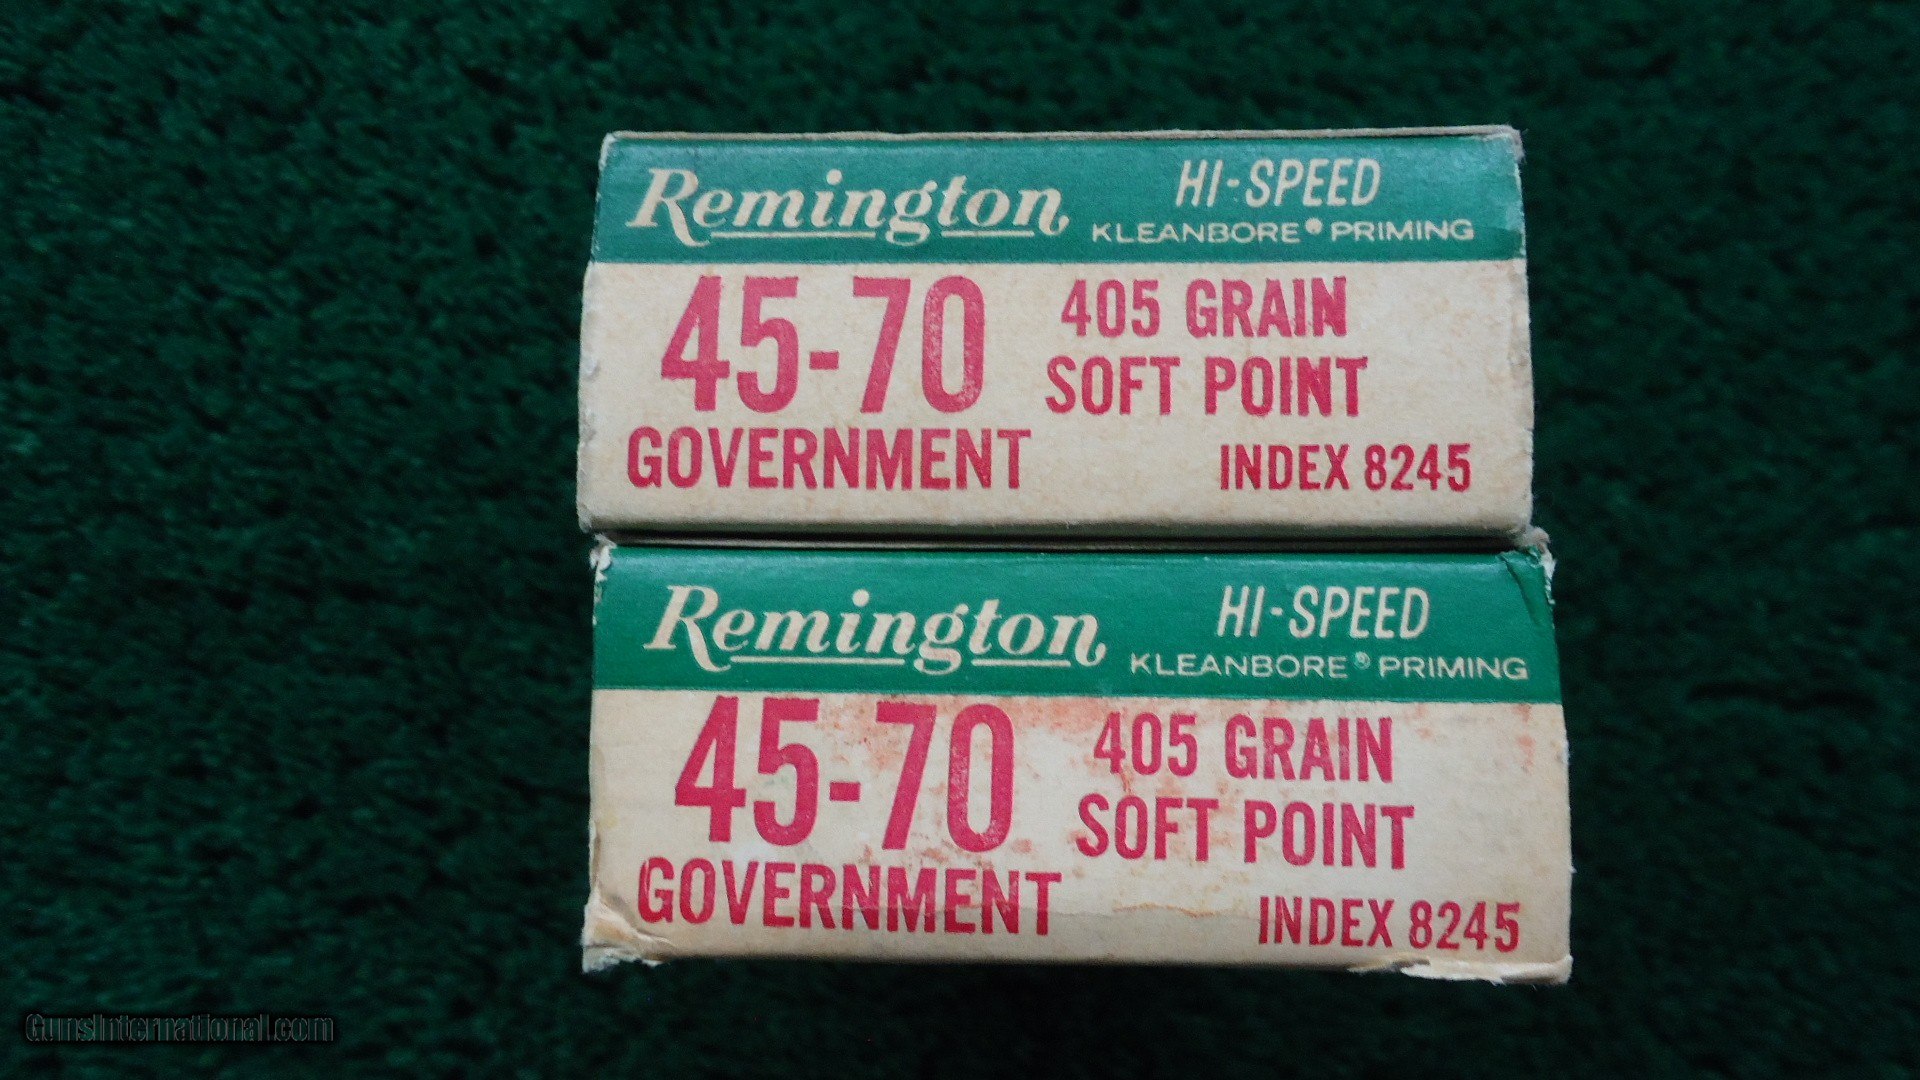 Remington HI-SPEED
KLEANBORE® PRIMING
45-70 405 GRAIN
SOFT POINT
GOVERNMENT INDEX 8245
Remington HI-SPEED
KLEANBORE® PRIMING
45-70 405 GRAIN
SOFT POINT
GOVERNMENT INDEX 8245
GunsInternational.com